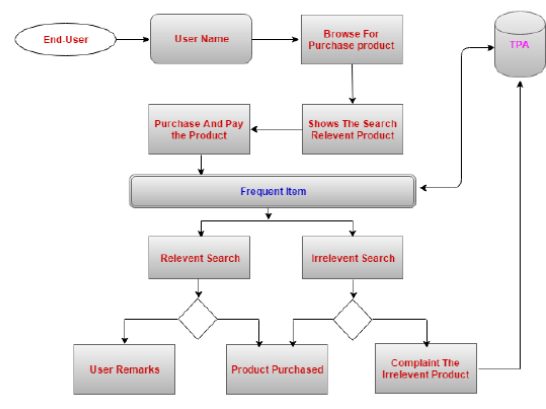 End-User
User Name
Browse For
Purchase product
TPA
Purchase And Pay
the Product
Shows The Search
Relevent Product
Frequent Item
Relevent Search
Irrelevent Search
User Remarks
Product Purchased
Complaint The
Irrelevent Product